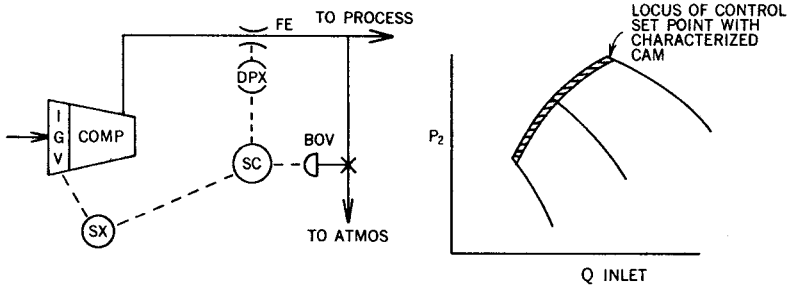 TO PROCESS
FE
DPX
I
G
V
COMP
BOV
SC
SX
TO ATMOS
LOCUS OF CONTROL
SET POINT WITH
CHARACTERIZED
CAM
P2
Q INLET